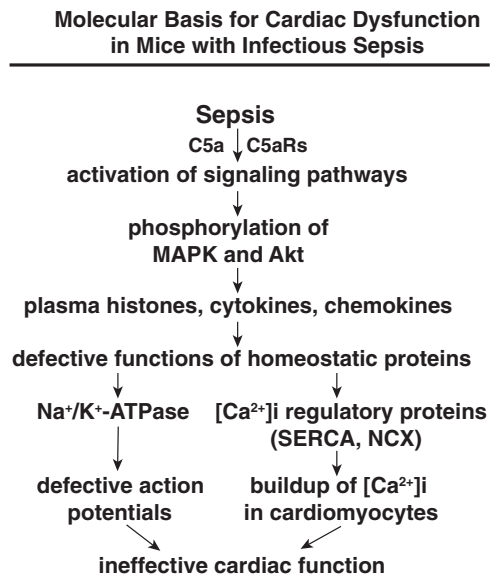 Molecular Basis for Cardiac Dysfunction
in Mice with Infectious Sepsis
Sepsis
C5a C5aRs
activation of signaling pathways
phosphorylation of
MAPK and Akt
plasma histones, cytokines, chemokines
defective functions of homeostatic proteins
Na⁺/K⁺-ATPase [Ca²⁺]i regulatory proteins
(SERCA, NCX)
defective action buildup of [Ca²⁺]i
potentials in cardiomyocytes
ineffective cardiac function